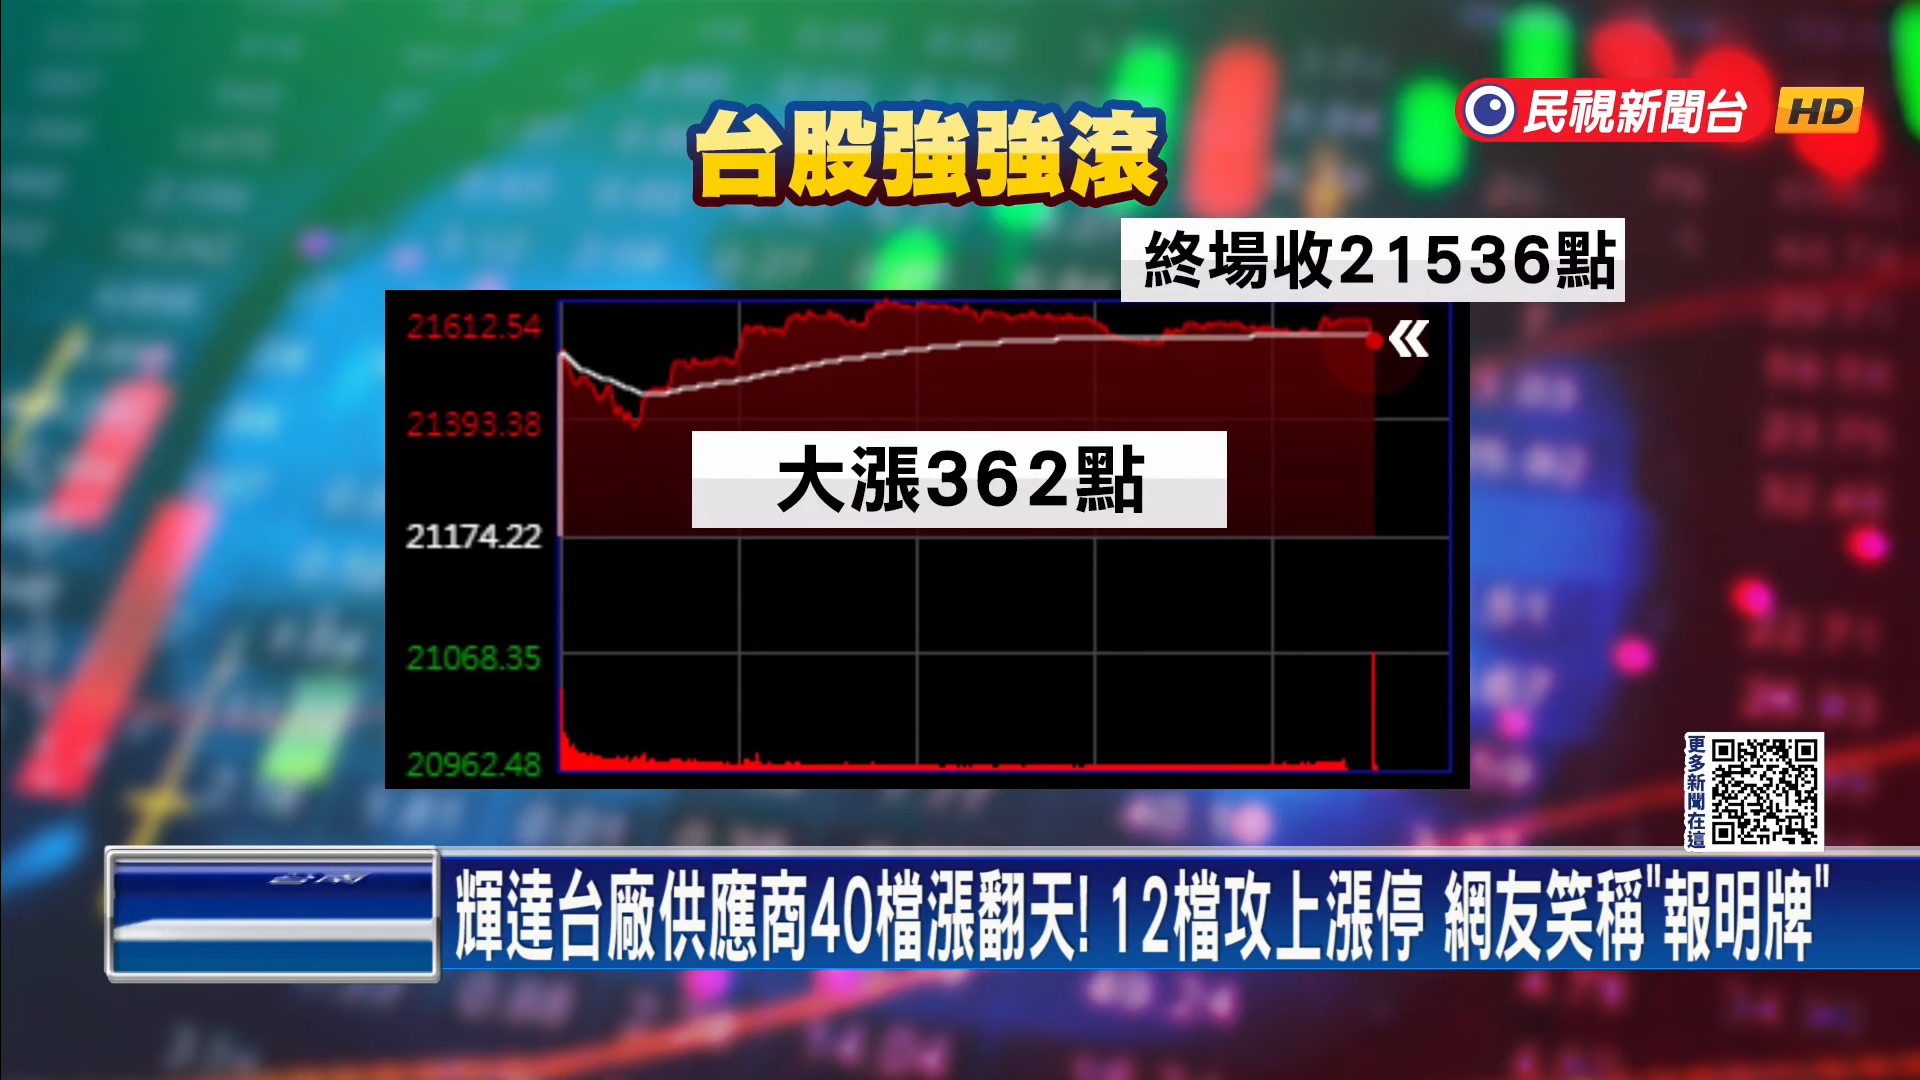 民視新聞台 HD
台股強強滾
終場收21536點
21612.54
21393.38
大漲362點
21174.22
21068.35
20962.48
更多新聞在這
輝達台廠供應商40檔漲翻天! 12檔攻上漲停 網友笑稱"報明牌"